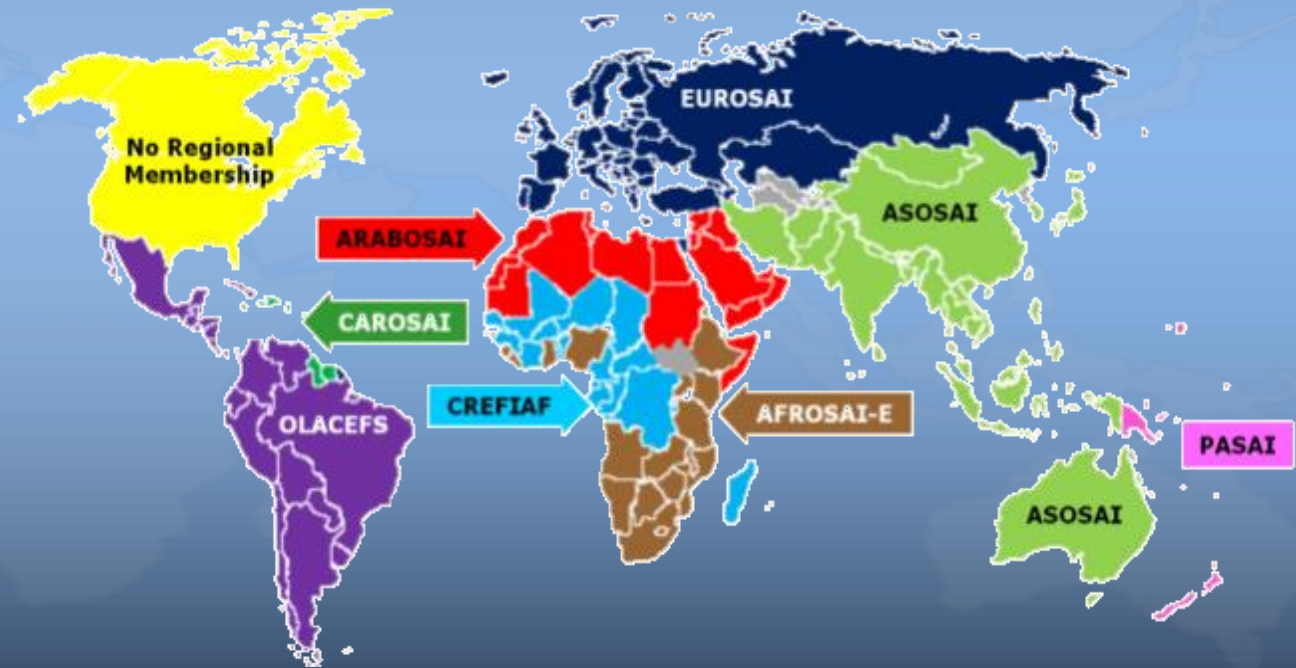 EUROSAI
No Regional
Membership
ASOSAI
ARABOSAI
CAROSAI
CREFIAF
AFROSAI-E
OLACEFS
PASAI
ASOSAI